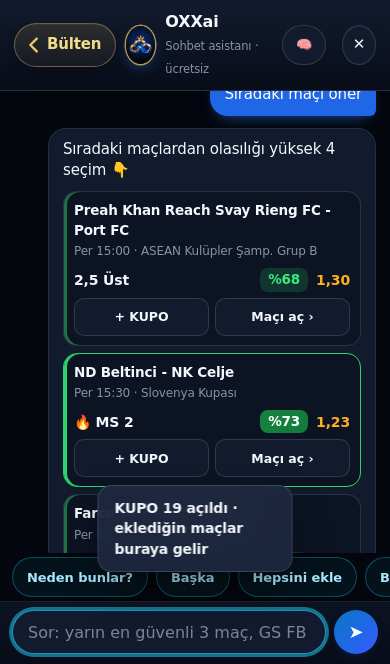 Bülten
OXXai
Sohbet asistanı ·
ücretsiz
Sıradaki maçı öner
Sıradaki maçlardan olasılığı yüksek 4
seçim 👇
Preah Khan Reach Svay Rieng FC -
Port FC
Per 15:00 · ASEAN Kulüpler Şamp. Grup B
2,5 Üst %68 1,30
+ KUPO Maçı aç ›
ND Beltinci - NK Celje
Per 15:30 · Slovenya Kupası
🔥 MS 2 %73 1,23
+ KUPO Maçı aç ›
Per
KUPO 19 açıldı ·
eklediğin maçlar
buraya gelir
Neden bunlar? Başka Hepsini ekle
Sor: yarın en güvenli 3 maç, GS FB